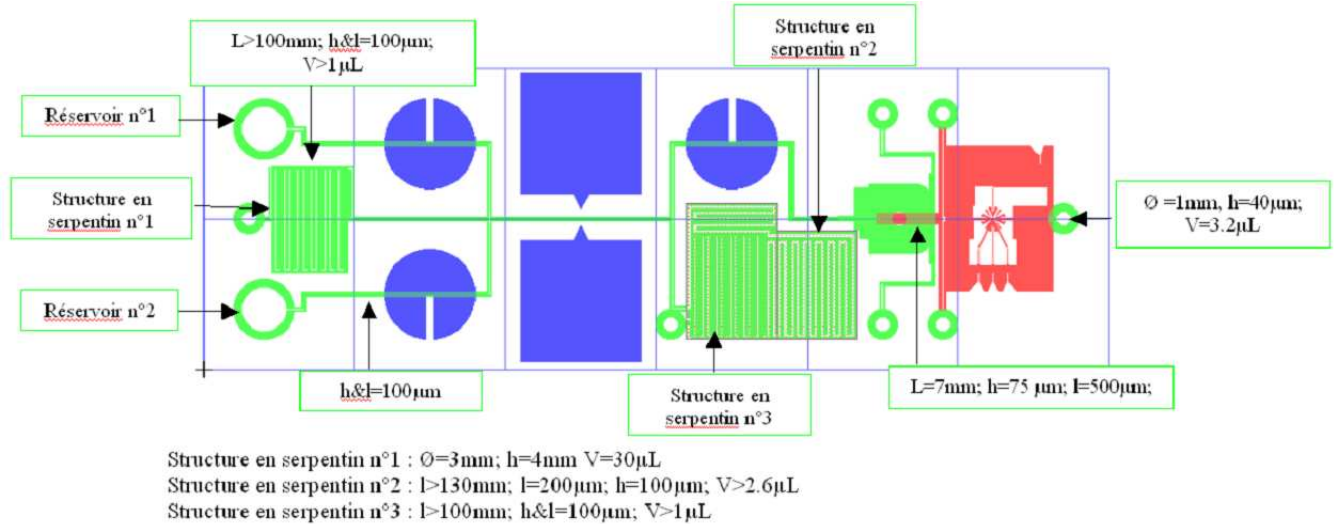 L>100mm; h&l=100µm;
V>1µL
Structure en
serpentin n°2
Réservoir n°1
Structure en
serpentin n°1
Ø =1mm, h=40µm;
V=3.2µL
Réservoir n°2
h&l=100µm
Structure en
serpentin n°3
L=7mm; h=75 µm; l=500µm;
Structure en serpentin n°1 : Ø=3mm; h=4mm V=30µL
Structure en serpentin n°2 : l>130mm; l=200µm; h=100µm; V>2.6µL
Structure en serpentin n°3 : l>100mm; h&l=100µm; V>1µL